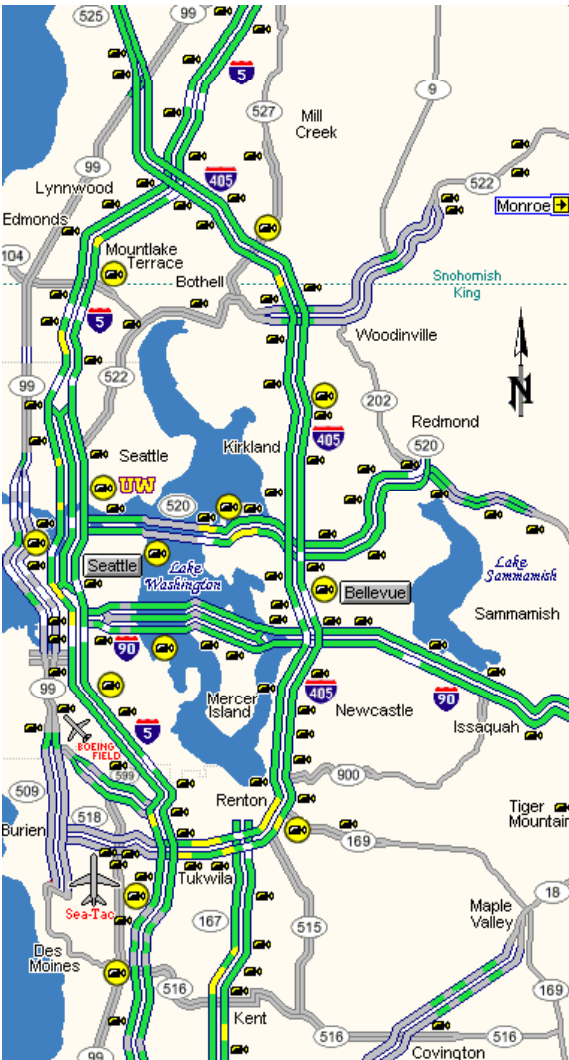 525
99
5
527
9
Mill
Creek
99
405
522
Lynnwood
Monroe
Edmonds
104
Mountlake
Terrace
Bothell
Snohomish
King
5
Woodinville
522
99
N
202
Redmond
405
Kirkland
520
Seattle
UW
520
Seattle
Lake
Washington
Lake
Sammamish
Bellevue
Sammamish
90
99
405
90
Mercer
Island
Newcastle
Issaquah
5
BOEING
FIELD
599
900
509
Renton
Tiger
Mountain
518
Burien
169
Tukwila
18
Sea-Tac
167
515
Maple
Valley
Des
Moines
516
169
Kent
516
516
99
Covington